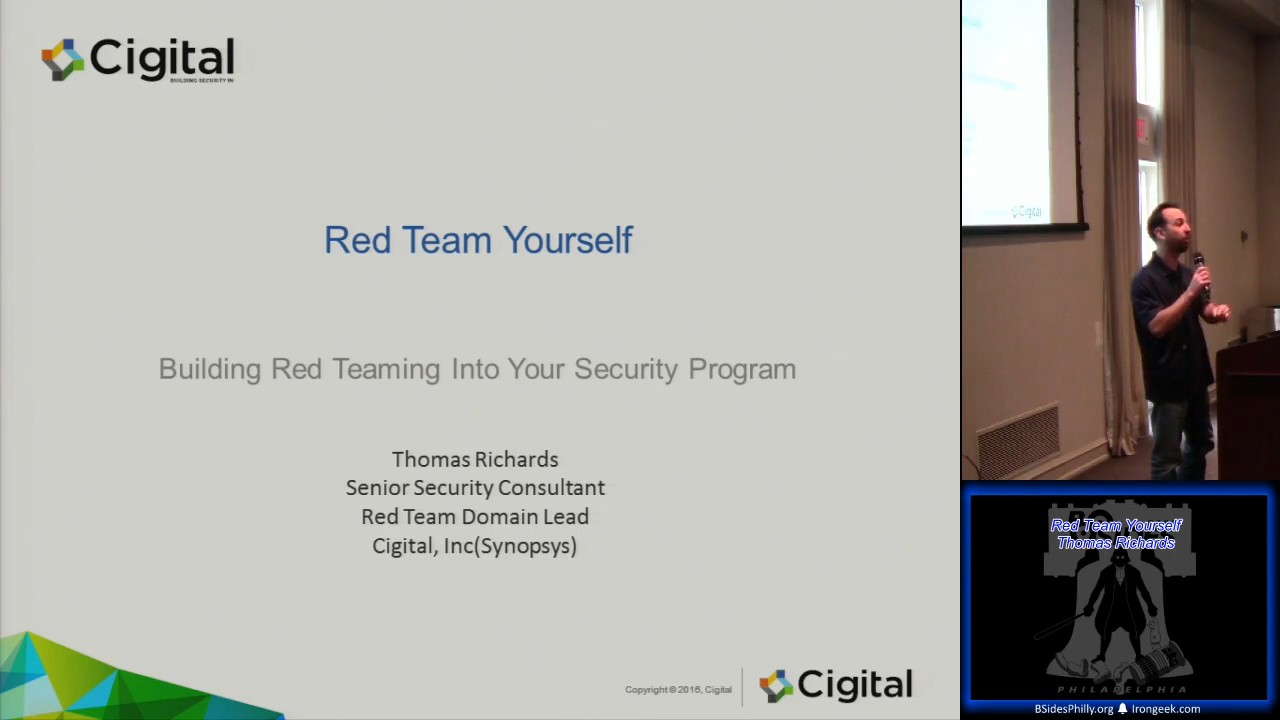 Cigital
BUILDING SECURITY IN
Red Team Yourself
Building Red Teaming Into Your Security Program
Thomas Richards
Senior Security Consultant
Red Team Domain Lead
Cigital, Inc(Synopsys)
Copyright © 2016, Cigital
Cigital
Cigital
Red Team Yourself
Thomas Richards
PHILADELPHIA
BSidesPhilly.org Irongeek.com